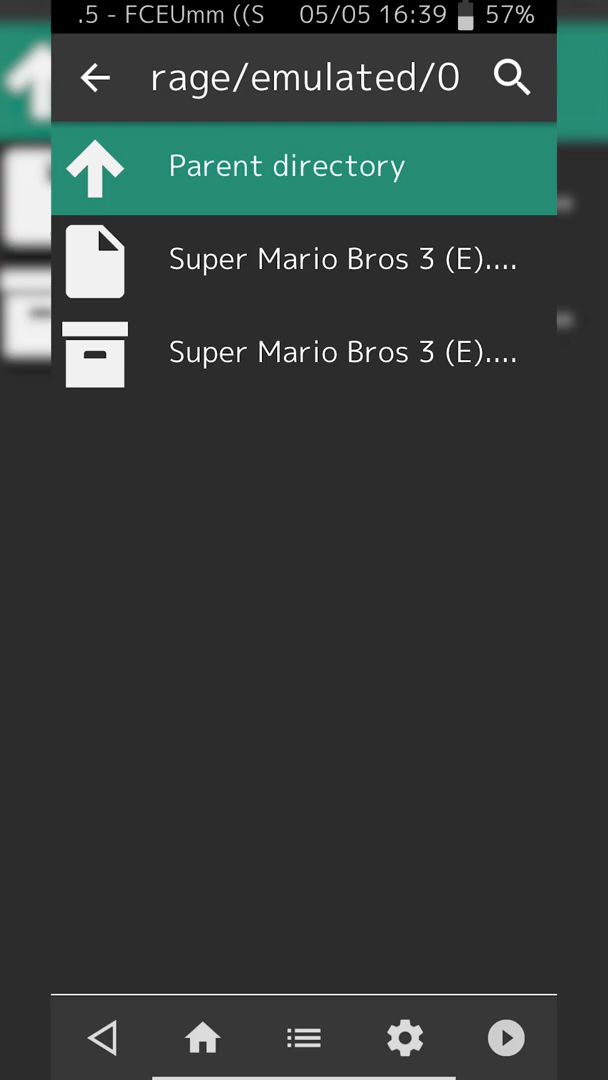 .5 - FCEUmm ((S 05/05 16:39 57%
rage/emulated/0
Parent directory
Super Mario Bros 3 (E)....
Super Mario Bros 3 (E)....